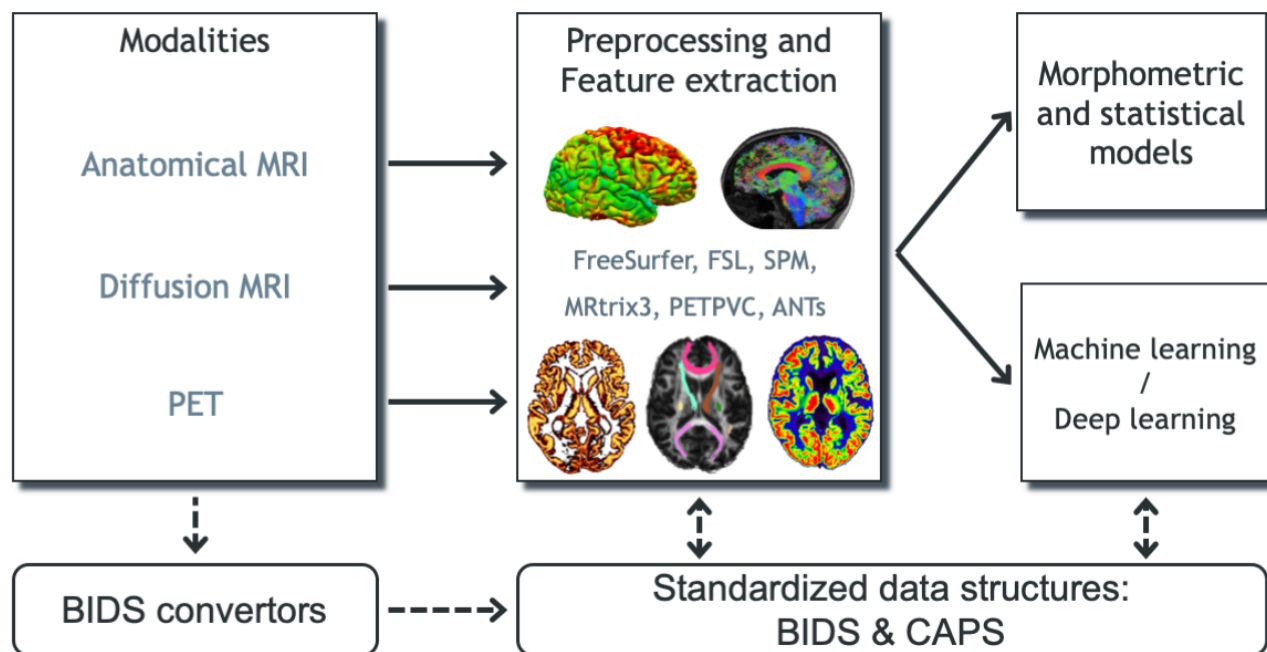 Modalities
Anatomical MRI
Diffusion MRI
PET
Preprocessing and
Feature extraction
FreeSurfer, FSL, SPM,
MRtrix3, PETPVC, ANTs
Morphometric
and statistical
models
Machine learning
/
Deep learning
BIDS convertors
Standardized data structures:
BIDS & CAPS